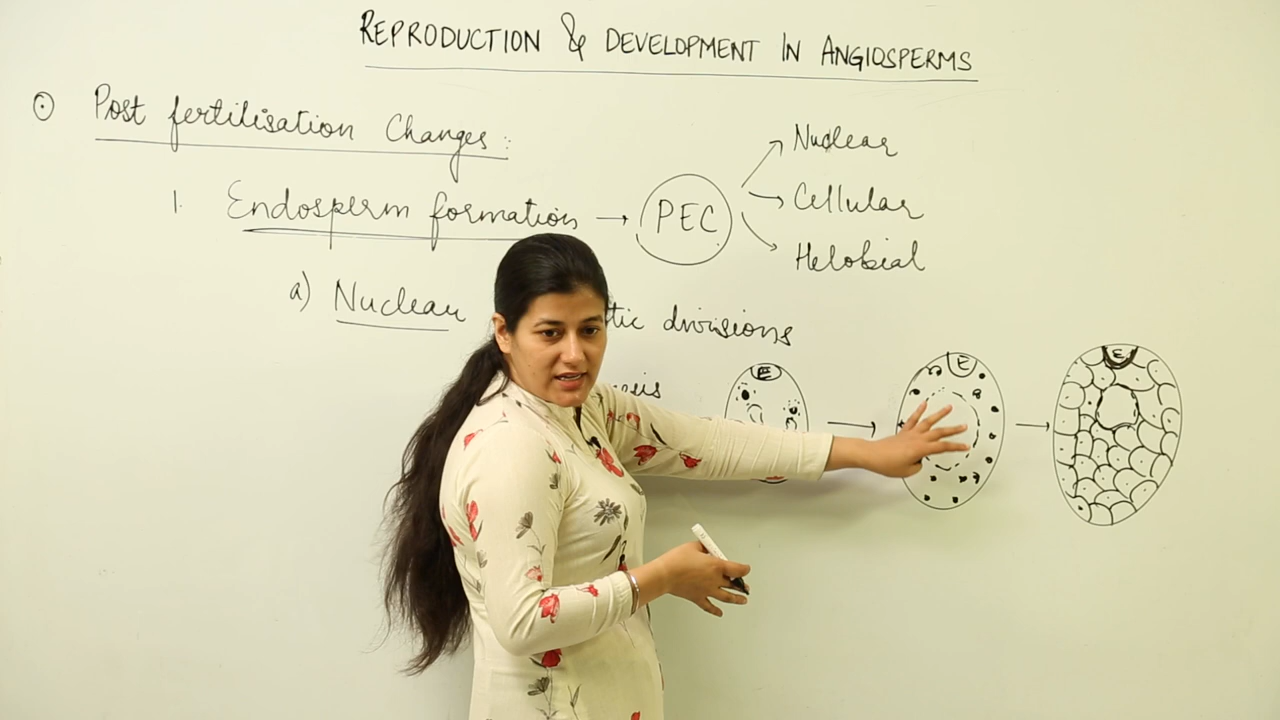 REPRODUCTION & DEVELOPMENT IN ANGIOSPERMS
Post fertilisation Changes :
1. Endosperm formation → PEC
Nuclear
Cellular
Helobial
a) Nuclear
divisions
E
E
E